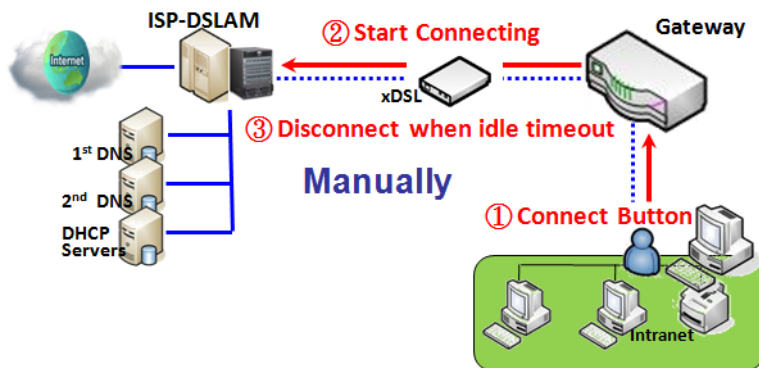 ISP-DSLAM
② Start Connecting
Gateway
Internet
xDSL
③ Disconnect when idle timeout
1st DNS
Manually
2nd DNS
① Connect Button
DHCP
Servers
Intranet